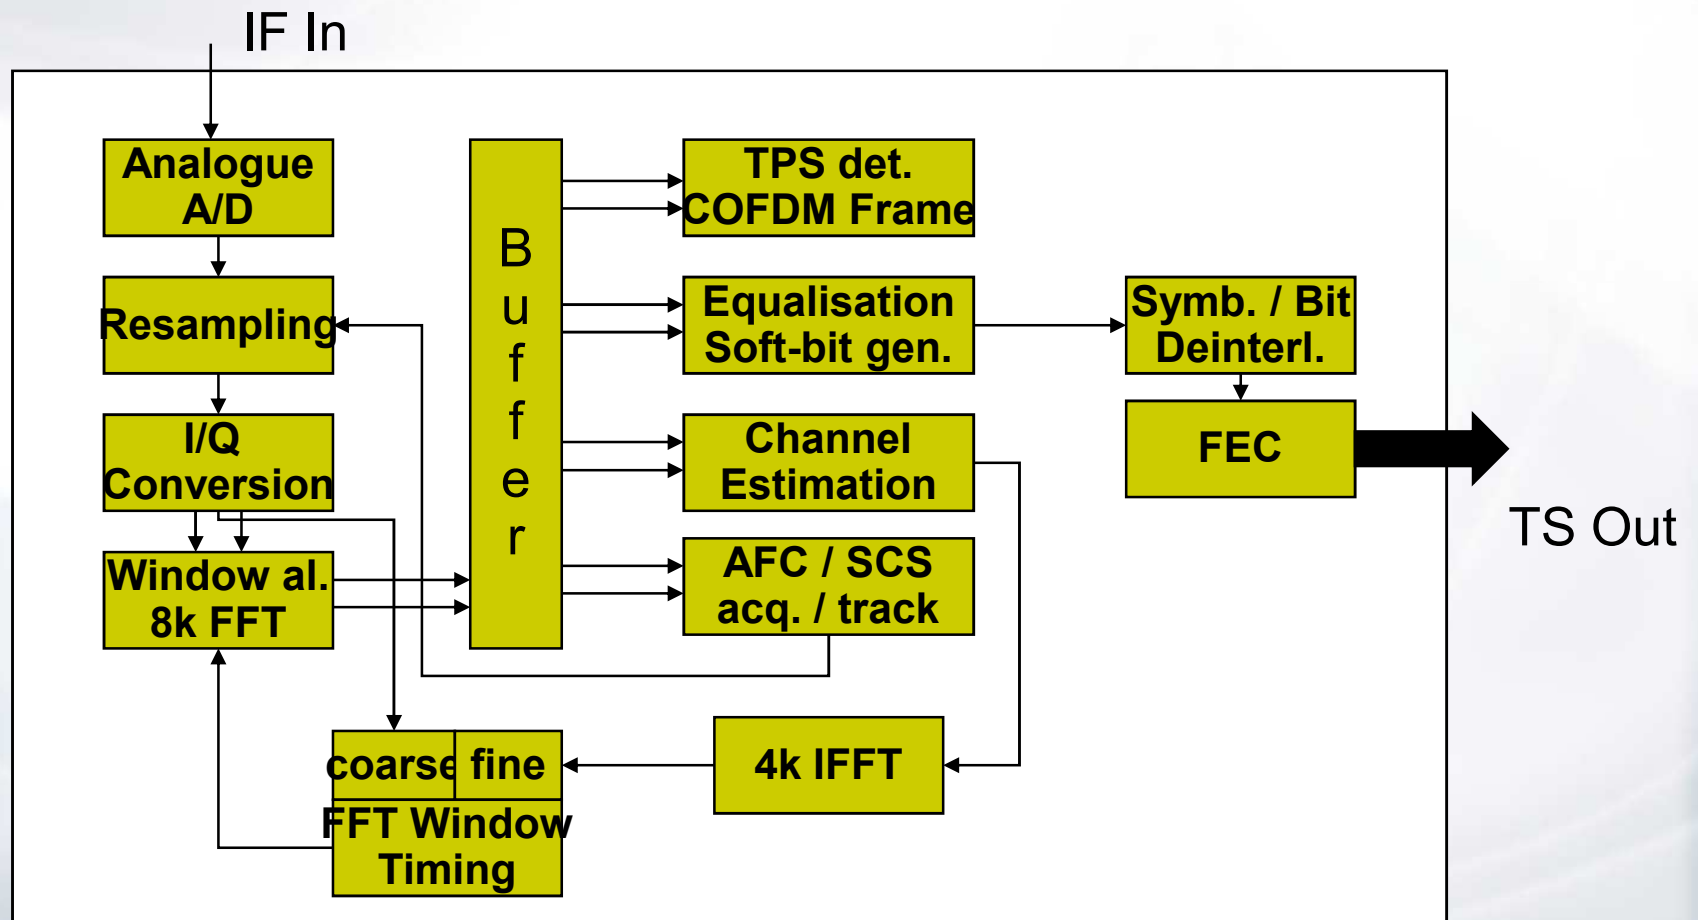 IF In
Analogue
A/D
Resampling
I/Q
Conversion
Window al.
8k FFT
Buffer
TPS det.
COFDM Frame
Equalisation
Soft-bit gen.
Channel
Estimation
AFC / SCS
acq. / track
Symb. / Bit
Deinterl.
FEC
TS Out
coarse
fine
FFT Window
Timing
4k IFFT